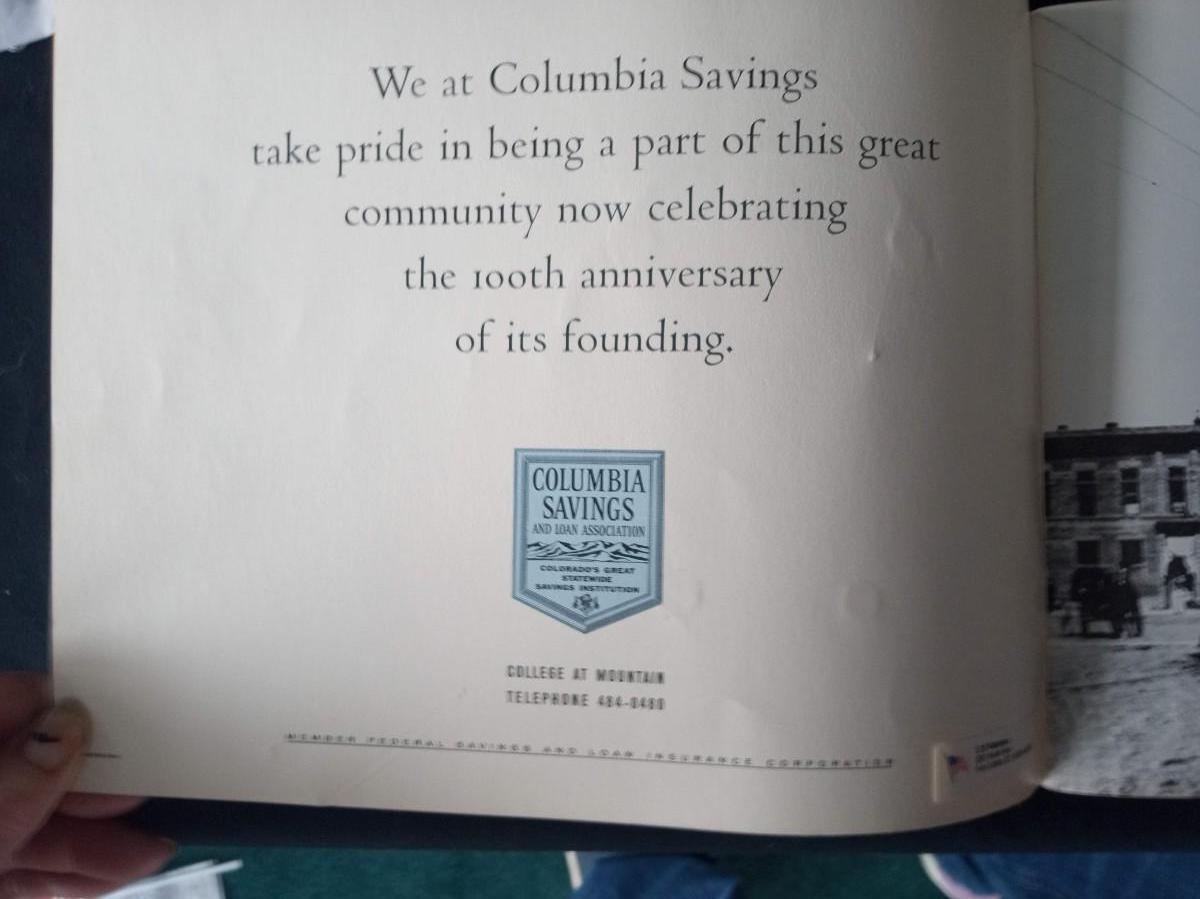 We at Columbia Savings
take pride in being a part of this great
community now celebrating
the 100th anniversary
of its founding.
COLUMBIA
SAVINGS
AND LOAN ASSOCIATION
COLORADO'S GREAT
STATEWIDE
SAVINGS INSTITUTION
COLLEGE AT MOUNTAIN
TELEPHONE 484-0480
MEMBER FEDERAL SAVINGS AND LOAN INSURANCE CORPORATION